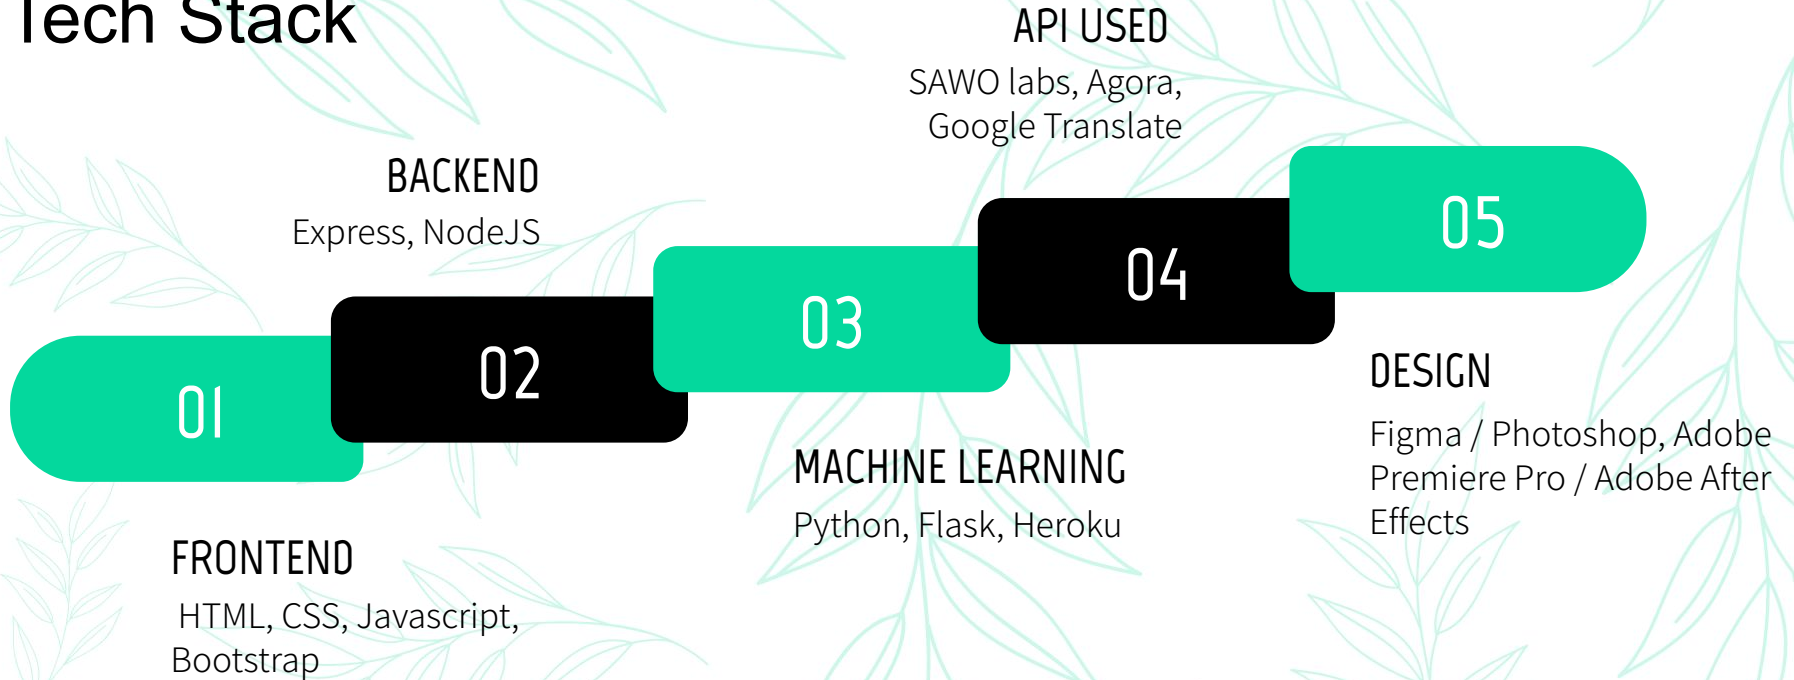 Tech Stack
01
FRONTEND
HTML, CSS, Javascript,
Bootstrap
02
BACKEND
Express, NodeJS
03
MACHINE LEARNING
Python, Flask, Heroku
04
API USED
SAWO labs, Agora,
Google Translate
05
DESIGN
Figma / Photoshop, Adobe
Premiere Pro / Adobe After
Effects